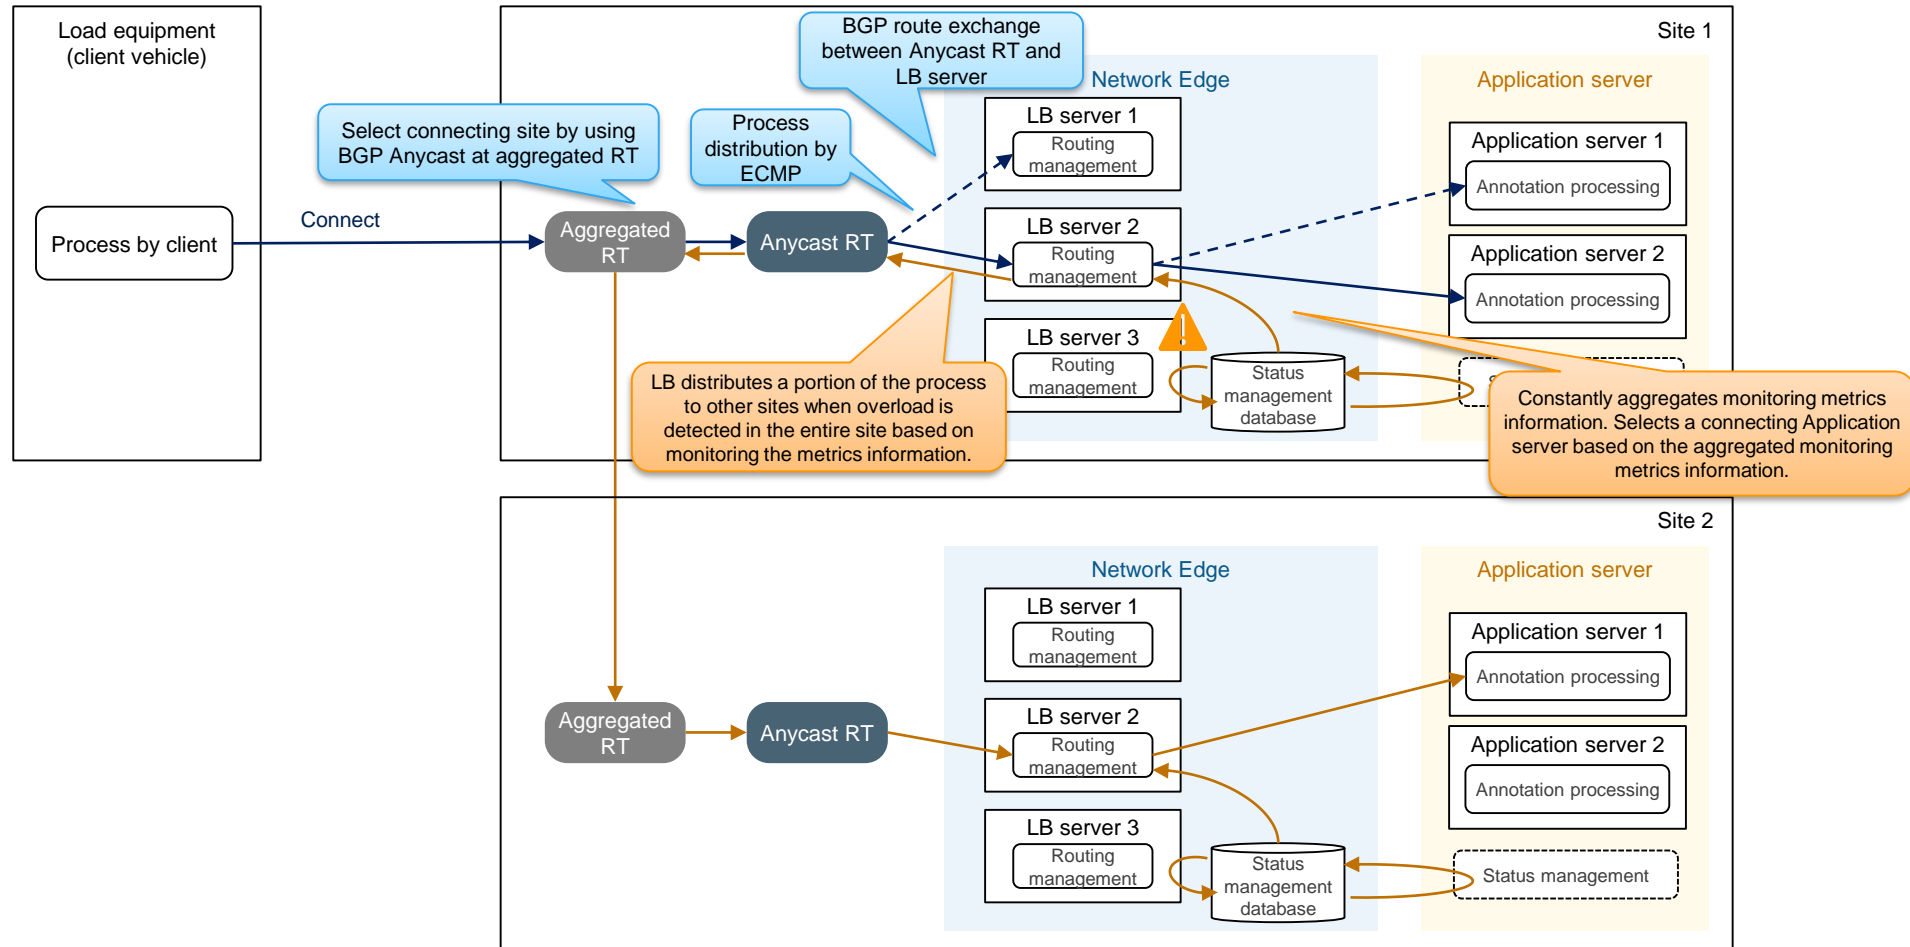 Load equipment
(client vehicle)
Process by client
Connect
Site 1
BGP route exchange
between Anycast RT and
LB server
Select connecting site by using
BGP Anycast at aggregated RT
Process
distribution by
ECMP
Aggregated
RT
Anycast RT
Network Edge
LB server 1
Routing
management
LB server 2
Routing
management
LB server 3
Routing
management
Status
management
database
Application server
Application server 1
Annotation processing
Application server 2
Annotation processing
LB distributes a portion of the process
to other sites when overload is
detected in the entire site based on
monitoring the metrics information.
Constantly aggregates monitoring metrics
information. Selects a connecting Application
server based on the aggregated monitoring
metrics information.
Site 2
Aggregated
RT
Anycast RT
Network Edge
LB server 1
Routing
management
LB server 2
Routing
management
LB server 3
Routing
management
Status
management
database
Application server
Application server 1
Annotation processing
Application server 2
Annotation processing
Status management